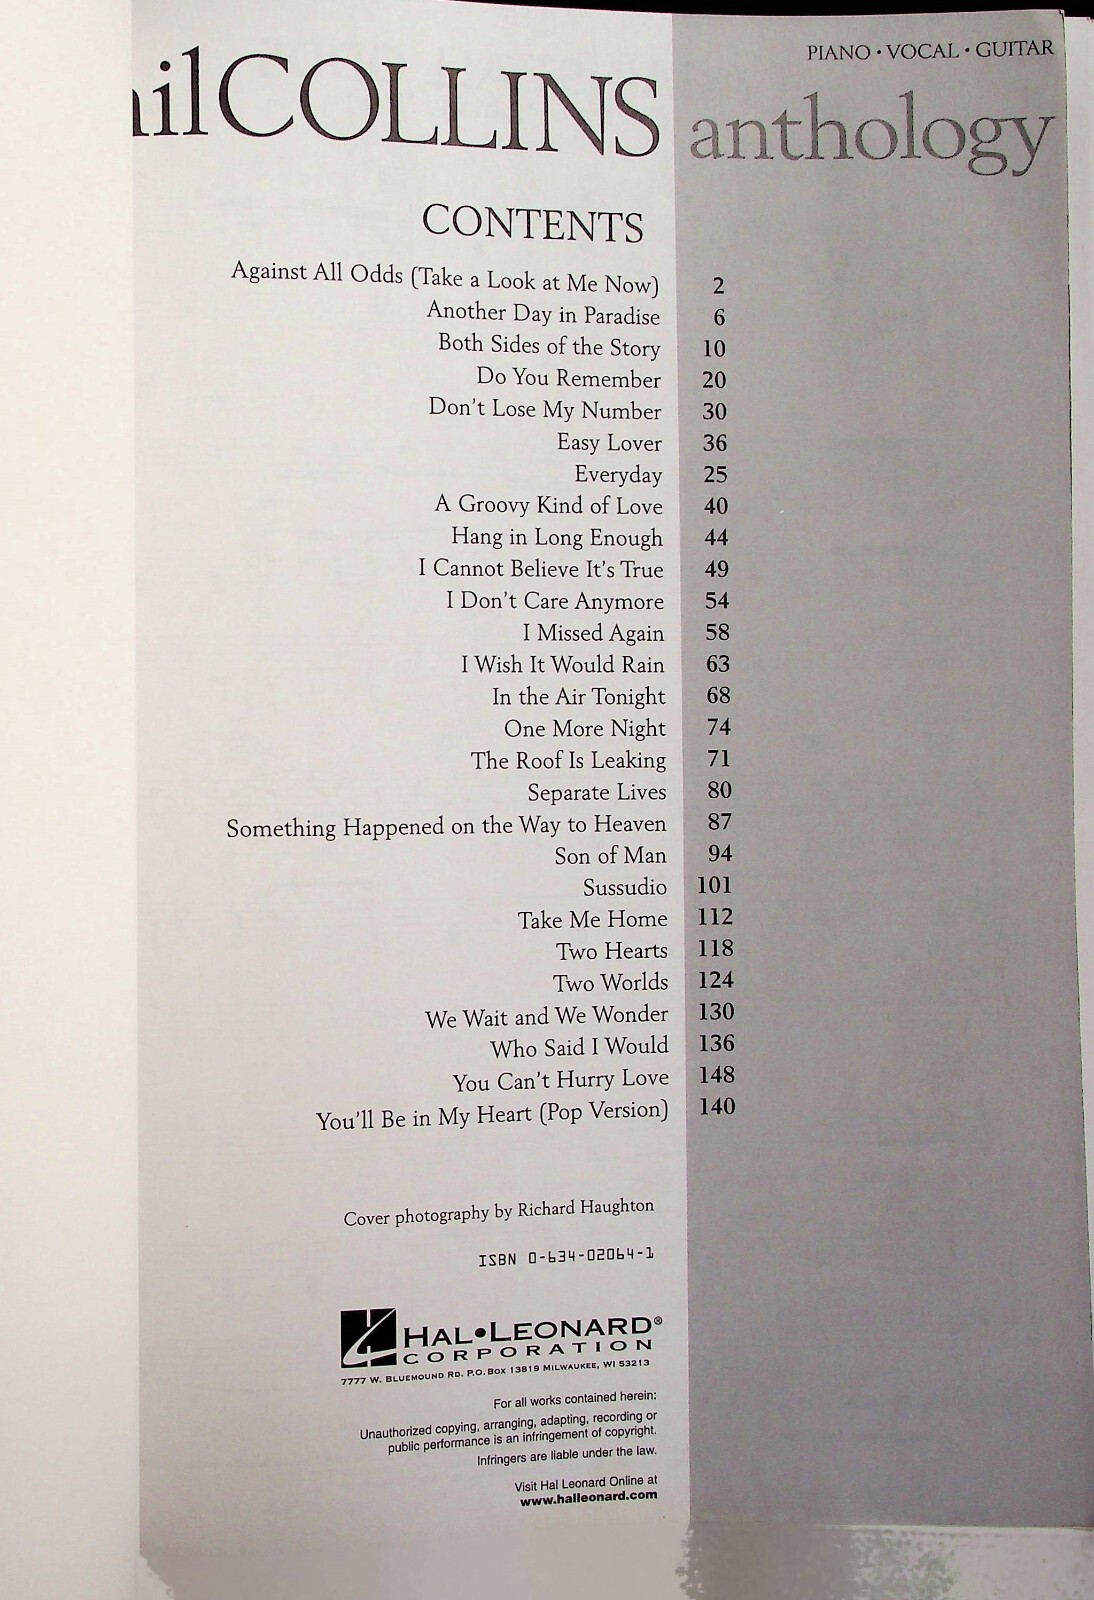 PIANO • VOCAL • GUITAR
ilCOLLINS anthology
CONTENTS
Against All Odds (Take a Look at Me Now) 2
Another Day in Paradise 6
Both Sides of the Story 10
Do You Remember 20
Don't Lose My Number 30
Easy Lover 36
Everyday 25
A Groovy Kind of Love 40
Hang in Long Enough 44
I Cannot Believe It's True 49
I Don't Care Anymore 54
I Missed Again 58
I Wish It Would Rain 63
In the Air Tonight 68
One More Night 74
The Roof Is Leaking 71
Separate Lives 80
Something Happened on the Way to Heaven 87
Son of Man 94
Sussudio 101
Take Me Home 112
Two Hearts 118
Two Worlds 124
We Wait and We Wonder 130
Who Said I Would 136
You Can't Hurry Love 148
You'll Be in My Heart (Pop Version) 140
Cover photography by Richard Haughton
ISBN 0-634-02064-1
HAL•LEONARD®
CORPORATION
7777 W. BLUEMOUND RD. P.O. BOX 13819 MILWAUKEE, WI 53213
For all works contained herein:
Unauthorized copying, arranging, adapting, recording or
public performance is an infringement of copyright.
Infringers are liable under the law.
Visit Hal Leonard Online at
www.halleonard.com